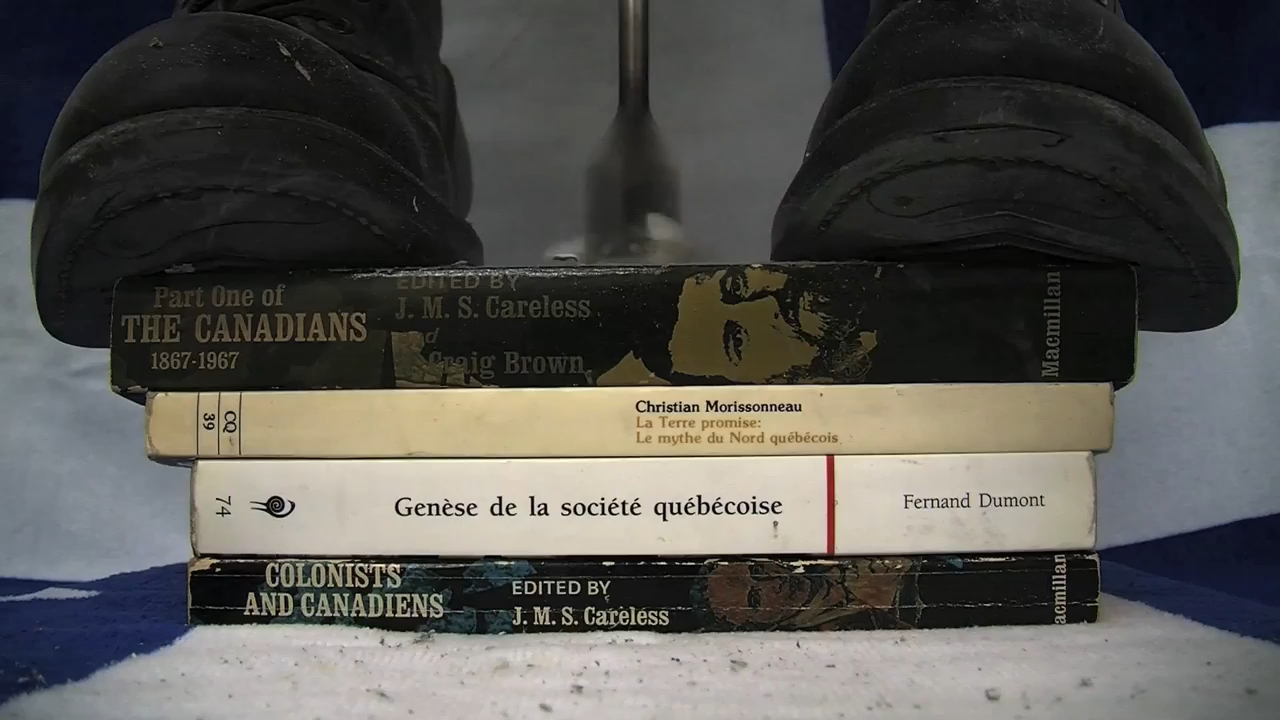 Part One of
THE CANADIANS
1867-1967
EDITED BY
J. M. S. Careless
and
Craig Brown
Macmillan
CQ
39
Christian Morissonneau
La Terre promise:
Le mythe du Nord québécois
74
Genèse de la société québécoise
Fernand Dumont
COLONISTS
AND CANADIENS
EDITED BY
J. M. S. Careless
acmillan